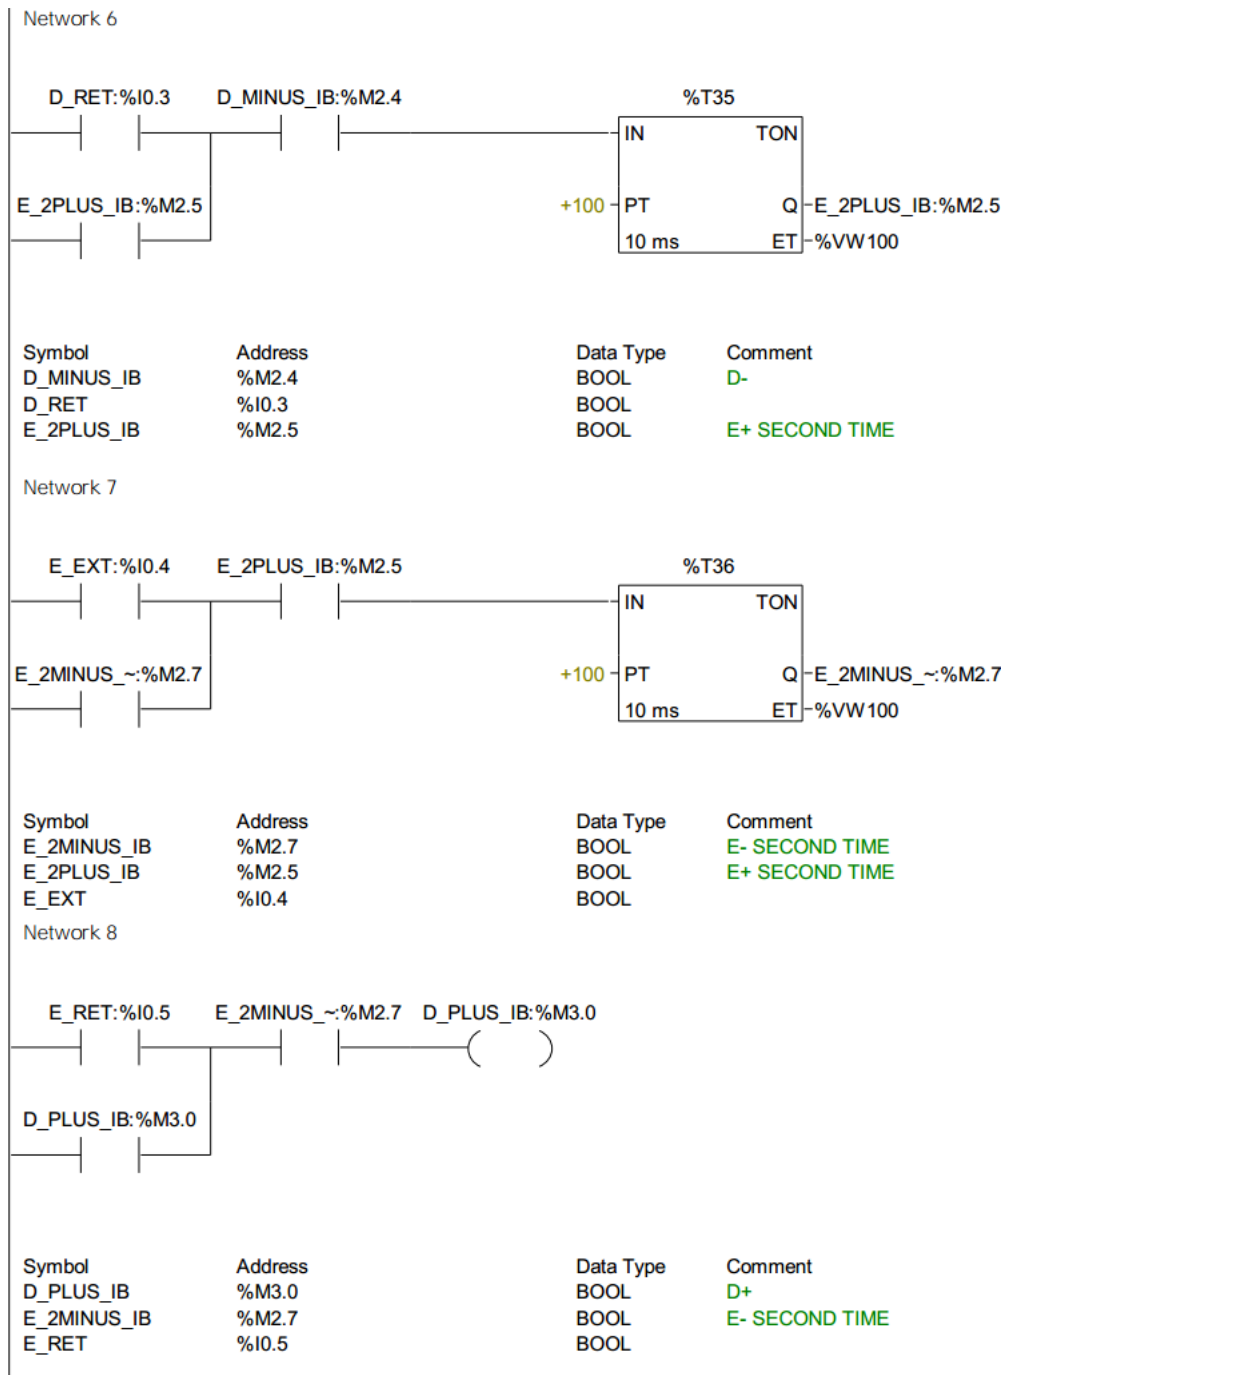 Network 6
D_RET:%I0.3 D_MINUS_IB:%M2.4 %T35
IN TON
E_2PLUS_IB:%M2.5 +100 PT Q E_2PLUS_IB:%M2.5
10 ms ET %VW100
Symbol Address Data Type Comment
D_MINUS_IB %M2.4 BOOL D-
D_RET %I0.3 BOOL
E_2PLUS_IB %M2.5 BOOL E+ SECOND TIME
Network 7
E_EXT:%I0.4 E_2PLUS_IB:%M2.5 %T36
IN TON
E_2MINUS_~:%M2.7 +100 PT Q E_2MINUS_~:%M2.7
10 ms ET %VW100
Symbol Address Data Type Comment
E_2MINUS_IB %M2.7 BOOL E- SECOND TIME
E_2PLUS_IB %M2.5 BOOL E+ SECOND TIME
E_EXT %I0.4 BOOL
Network 8
E_RET:%I0.5 E_2MINUS_~:%M2.7 D_PLUS_IB:%M3.0
D_PLUS_IB:%M3.0
Symbol Address Data Type Comment
D_PLUS_IB %M3.0 BOOL D+
E_2MINUS_IB %M2.7 BOOL E- SECOND TIME
E_RET %I0.5 BOOL